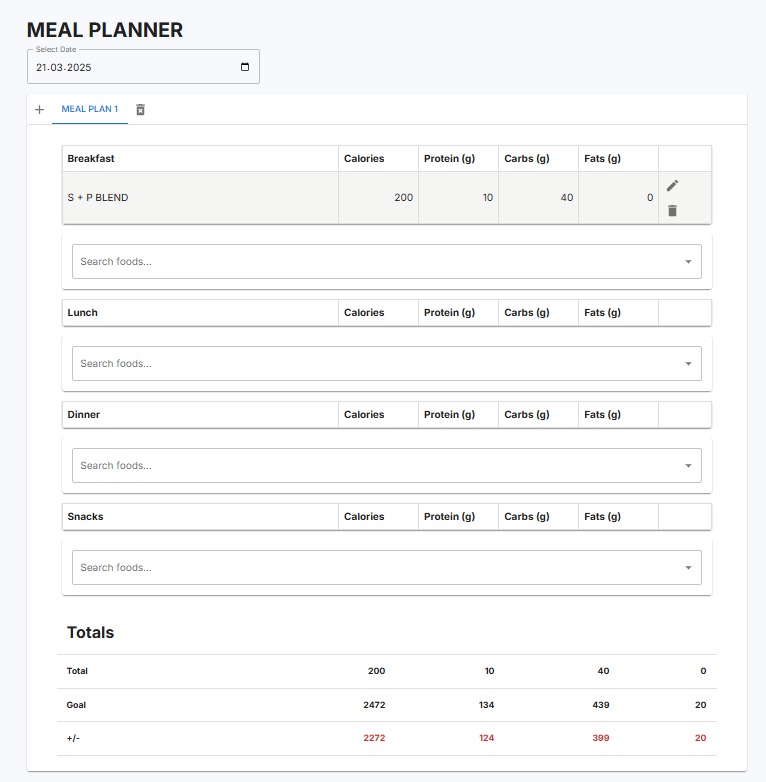 MEAL PLANNER
Select Date
21.03.2025
MEAL PLAN 1
Breakfast Calories Protein (g) Carbs (g) Fats (g)
S + P BLEND 200 10 40 0
Search foods...
Lunch Calories Protein (g) Carbs (g) Fats (g)
Search foods...
Dinner Calories Protein (g) Carbs (g) Fats (g)
Search foods...
Snacks Calories Protein (g) Carbs (g) Fats (g)
Search foods...
Totals
Total 200 10 40 0
Goal 2472 134 439 20
+/- 2272 124 399 20